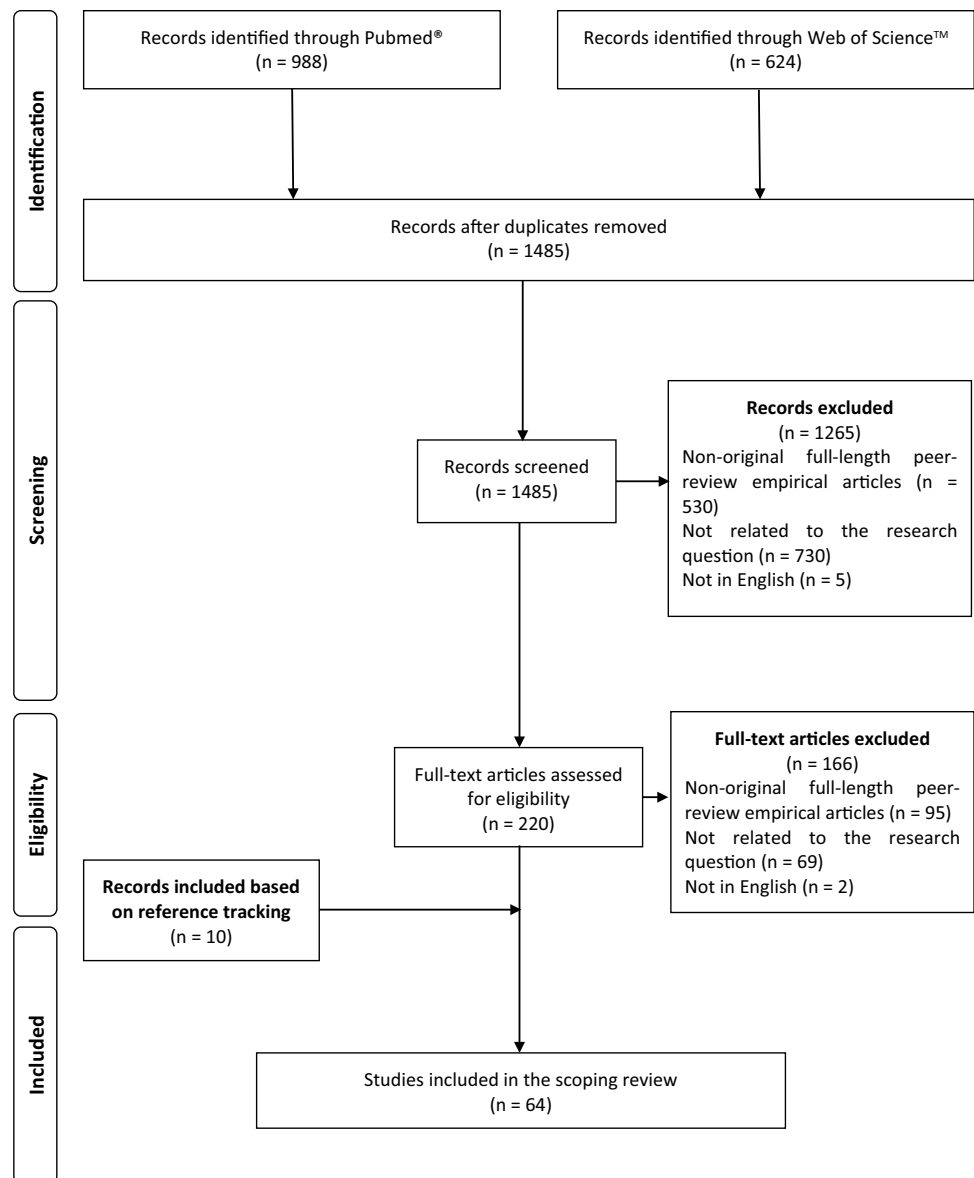 Identification
Records identified through Pubmed®
(n = 988)
Records identified through Web of Science™
(n = 624)
Records after duplicates removed
(n = 1485)
Screening
Records screened
(n = 1485)
Records excluded
(n = 1265)
Non-original full-length peer-
review empirical articles (n =
530)
Not related to the research
question (n = 730)
Not in English (n = 5)
Eligibility
Full-text articles assessed
for eligibility
(n = 220)
Full-text articles excluded
(n = 166)
Non-original full-length peer-
review empirical articles (n = 95)
Not related to the research
question (n = 69)
Not in English (n = 2)
Records included based
on reference tracking
(n = 10)
Included
Studies included in the scoping review
(n = 64)